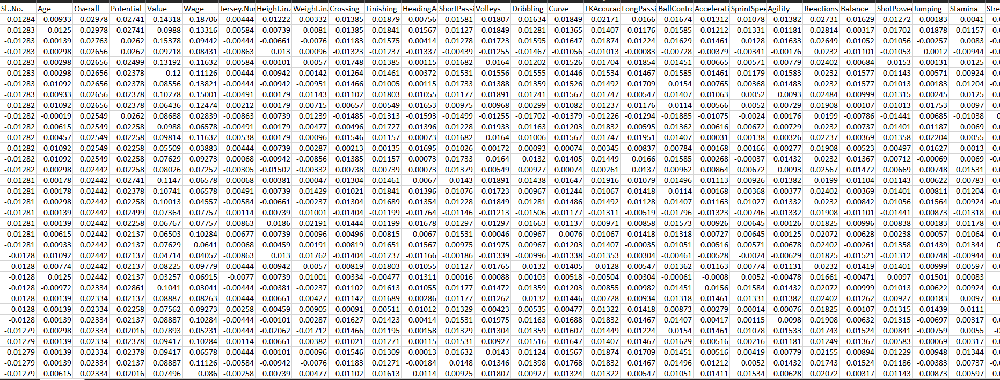 Sl..No. Age Overall Potential Value Wage Jersey.Nur Height.in.c Weight.in. Crossing Finishing HeadingA ShortPassi Volleys Dribbling Curve FKAccurac LongPassi BallContro Accelerati SprintSpee Agility Reactions Balance ShotPower Jumping Stamina Stre
-0.01284 0.00933 0.02978 0.02741 0.14318 0.18706 -0.00444 -0.01222 -0.00332 0.01385 0.01879 0.00756 0.01581 0.01807 0.01634 0.01849 0.02171 0.0166 0.01674 0.01312 0.01078 0.01382 0.02731 0.01629 0.01272 0.00183 0.0041 -0.0
-0.01283 0.0125 0.02978 0.02741 0.0988 0.13316 -0.00584 0.00739 0.0081 0.01385 0.01841 0.01567 0.01127 0.01849 0.01281 0.01365 0.01407 0.01176 0.01585 0.01212 0.01331 0.01181 0.02814 0.00317 0.01702 0.01878 0.01157 0.0
-0.01283 0.00139 0.02763 0.0262 0.15378 0.09442 -0.00444 -0.00661 -0.0076 0.01183 0.01575 0.00414 0.01278 0.01723 0.01595 0.01647 0.01874 0.01224 0.01629 0.01461 0.0128 0.01633 0.02649 0.01052 0.01056 -0.00257 0.0083 -0.0
-0.01283 0.00298 0.02656 0.0262 0.09218 0.08431 -0.00863 0.013 0.00096 -0.01323 -0.01237 -0.01337 -0.00439 -0.01255 -0.01467 -0.01056 -0.01013 -0.00083 -0.00728 -0.00379 -0.00341 -0.00176 0.0232 -0.01101 -0.01053 0.0012 -0.00944 -0.0
-0.01283 0.00298 0.02656 0.02499 0.13192 0.11632 -0.00584 -0.00101 -0.0057 0.01748 0.01385 0.00115 0.01682 0.0164 0.01202 0.01526 0.01704 0.01854 0.01451 0.00665 0.00571 0.00779 0.02402 0.00684 0.0153 -0.00131 0.0125 0.0
-0.01283 0.00298 0.02656 0.02378 0.12 0.11126 -0.00444 -0.00942 -0.00142 0.01264 0.01461 0.00372 0.01531 0.01556 0.01555 0.01446 0.01534 0.01467 0.01585 0.01461 0.01179 0.01583 0.0232 0.01577 0.01143 -0.00571 0.00924 0.0
-0.01283 0.01092 0.02656 0.02378 0.08556 0.13821 -0.00444 -0.00942 -0.00951 0.01466 0.01005 0.00115 0.01733 0.01388 0.01359 0.01526 0.01492 0.01709 0.0154 0.00765 0.00368 0.01483 0.0232 0.01577 0.01013 0.00183 0.01204 -0.0
-0.01283 0.00933 0.02656 0.02378 0.10278 0.15001 -0.00491 0.00179 0.01143 0.01102 0.01803 0.01055 0.01177 0.01891 0.01241 0.01567 0.01747 0.00547 0.01407 0.01063 0.0052 0.0093 0.02484 0.00999 0.01315 0.00245 0.0125 0.0
-0.01282 0.01092 0.02656 0.02378 0.06436 0.12474 -0.00212 0.00179 0.00715 0.00657 0.00549 0.01653 0.00975 0.00968 0.00299 0.01082 0.01237 0.01176 0.0114 0.00566 0.0052 0.00729 0.01908 0.00107 0.01013 0.01753 0.0097 0.0
-0.01282 -0.00019 0.02549 0.0262 0.08688 0.02839 -0.00863 0.00739 0.01239 -0.01485 -0.01313 -0.01593 -0.01499 -0.01255 -0.01702 -0.01379 -0.01226 -0.01294 -0.01885 -0.01075 -0.0024 0.00176 0.0199 -0.00786 -0.01441 0.00685 -0.01038 0
-0.01282 0.00615 0.02549 0.02258 0.0988 0.06578 -0.00491 0.00179 0.00477 0.00496 0.01727 0.01396 0.01228 0.01933 0.01163 0.01203 0.01832 0.00595 0.01362 0.00616 0.00672 0.00729 0.0232 0.00737 0.01401 0.01187 0.0069 0.0
-0.01282 0.00457 0.02549 0.02258 0.09814 0.11632 -0.00538 0.00179 0.00096 0.01546 0.01157 0.00073 0.01682 0.0164 0.01006 0.01567 0.01747 0.01951 0.01407 -0.00031 -0.00138 0.00326 0.02237 0.00369 0.01358 -0.02204 0.0055 0.0
-0.01282 0.01092 0.02549 0.02258 0.05509 0.03883 -0.00444 0.00739 0.00287 0.00213 -0.00135 0.01695 0.01026 0.00172 -0.00093 0.00074 0.00345 0.00837 0.00784 0.00168 0.00166 -0.00277 0.01908 -0.00523 0.00497 0.01627 0.0013 0.0
-0.01282 0.01092 0.02549 0.02258 0.07629 0.09273 0.00068 -0.00942 -0.00856 0.01385 0.01157 0.00073 0.01733 0.0164 0.0132 0.01405 0.01449 0.0166 0.01585 0.00268 -0.00037 0.01432 0.0232 0.01367 0.00712 -0.00069 0.0069 -0.0
-0.01282 0.00298 0.02442 0.02258 0.08026 0.07252 -0.00305 -0.01502 -0.00332 0.00738 0.00739 0.00073 0.01379 0.00549 0.00927 0.00074 0.00261 0.0137 0.00962 0.00864 0.00672 0.0093 0.02567 0.01472 0.00669 0.00748 0.01531 0.0
-0.01281 -0.00178 0.02442 0.02741 0.1147 0.06578 0.00068 -0.00381 -0.00047 0.01304 0.01461 0.0067 0.0143 0.01891 0.01438 0.01647 0.01916 0.01079 0.01496 0.01113 0.00926 0.01382 0.0199 0.01104 0.01143 0.00622 0.00783 -0.0
-0.01281 -0.00178 0.02442 0.02378 0.10741 0.06578 -0.00491 0.00739 0.01429 0.01021 0.01841 0.01396 0.01076 0.01723 0.00967 0.01244 0.01067 0.01418 0.0114 0.00168 0.00368 0.00377 0.02402 0.00369 0.01401 0.00811 0.01204 0.0
-0.01281 0.00298 0.02442 0.02258 0.10013 0.04557 -0.00584 -0.00661 -0.00237 0.01304 0.01689 0.01354 0.01228 0.01849 0.01281 0.01486 0.01492 0.01128 0.01407 0.01163 0.01027 0.01332 0.0232 0.00842 0.01056 0.01564 0.00924 0.0
-0.01281 0.00139 0.02442 0.02499 0.07364 0.07757 0.00114 0.00739 0.01001 -0.01404 -0.01199 -0.01764 -0.01146 -0.01213 -0.01506 -0.01177 -0.01311 -0.00519 -0.01796 -0.01323 -0.00746 -0.01332 0.01908 -0.01101 -0.01441 0.00873 -0.01318 0.0
-0.01281 0.00139 0.02442 0.02258 0.06767 0.07757 -0.00863 0.0186 0.02191 -0.01444 -0.01199 -0.01678 -0.01297 -0.01297 -0.01663 -0.01137 -0.00971 -0.00858 -0.01573 -0.00926 -0.00645 -0.00126 0.01825 -0.00996 -0.00838 0.00183 -0.01178 0.0
-0.01281 0.00615 0.02442 0.02137 0.06503 0.10284 -0.00677 0.00739 0.00096 0.00496 0.00815 0.0067 0.01531 0.00046 0.00967 0.0076 0.01067 0.01418 0.01318 -0.00727 -0.00645 0.00125 0.02072 -0.00628 0.00238 0.00057 0.01064 0.0
-0.01281 0.00933 0.02442 0.02137 0.07629 0.0641 0.00068 0.00459 0.00191 0.00819 0.01651 0.01567 0.00975 0.01975 0.00967 0.01203 0.01407 -0.00035 0.01051 0.00516 0.00571 0.00678 0.02402 -0.00261 0.01358 0.01439 0.01344 0
-0.0128 0.01092 0.02442 0.02137 0.04714 0.04052 -0.00863 0.013 0.01762 -0.01404 -0.01237 -0.01166 -0.00186 -0.01339 -0.00996 -0.01338 -0.01353 0.00304 -0.00461 -0.00528 -0.0024 -0.00629 0.01825 -0.01521 -0.01312 0.00748 -0.00944 0.0
-0.0128 0.00774 0.02442 0.02137 0.08225 0.09779 -0.00444 -0.00942 -0.0057 0.00819 0.01803 0.01055 0.01127 0.01765 0.0132 0.01405 0.0128 0.00547 0.01362 0.01163 0.00774 0.01131 0.0232 0.01419 0.01401 0.00999 0.00597 0.0
-0.0128 0.0125 0.02442 0.02137 0.03257 0.06915 -0.0077 0.00739 0.01001 0.00334 -0.00477 0.01311 0.00016 0.00088 0.00103 0.00518 -0.00504 0.00304 -0.00061 -0.0008 0.0052 -0.00478 0.01661 -0.00471 0.0097 0.01501 0.00083
-0.0128 -0.00972 0.02334 0.02861 0.1041 0.03041 -0.00444 -0.00381 -0.00237 0.01102 0.01613 0.01055 0.01177 0.01472 0.01359 0.01203 0.00855 0.00982 0.01451 0.0156 0.01584 0.01432 0.02072 0.00999 0.01013 0.00622 0.00924 0.0
-0.0128 0.00139 0.02334 0.02137 0.08887 0.08263 -0.00444 -0.00661 -0.00427 0.01142 0.01689 0.00286 0.01177 0.01262 0.0132 0.01446 0.00728 0.00934 0.01318 0.01461 0.01331 0.01382 0.02402 0.01262 0.00927 0.00183 0.0097 0.0
-0.0128 0.00139 0.02334 0.02258 0.07562 0.09273 -0.00258 0.00459 0.00905 0.00091 0.00511 0.01012 0.01329 0.00423 0.00535 0.00477 0.01322 0.01418 0.00873 -0.00279 0.00014 -0.00076 0.01825 0.00107 0.01315 0.01439 0.0111
-0.0128 0.00139 0.02334 0.02137 0.08887 0.10284 -0.00444 -0.00101 0.00287 0.01627 0.01423 0.00414 0.01531 0.01975 0.01163 0.01688 0.01832 0.01467 0.01407 0.00417 0.00115 0.0098 0.01908 0.00632 0.01315 -0.00697 0.00317 0.0
-0.01279 0.00298 0.02334 0.02016 0.07893 0.05231 -0.00444 -0.02062 -0.01712 0.01466 0.01195 0.00158 0.01329 0.01304 0.01359 0.01607 0.01449 0.01224 0.0154 0.01461 0.01078 0.01533 0.01743 0.01524 0.00841 -0.00759 0.0055 -0
-0.01279 0.00139 0.02334 0.02378 0.09417 0.10284 0.00114 -0.00661 0.00382 0.01021 0.01271 0.00115 0.01531 0.00927 0.01516 0.01647 0.01407 0.01467 0.01629 0.00516 0.00216 0.01181 0.01249 0.01367 0.00583 -0.00069 0.00317 -0.0
-0.01279 0.00139 0.02334 0.02378 0.09417 0.06578 -0.00444 -0.00101 0.00096 0.01546 0.01309 -0.00013 0.01632 0.0143 0.01124 0.01567 0.01874 0.01709 0.01451 0.00516 0.00419 0.00779 0.02155 0.00894 0.01229 -0.00948 0.01344 -0.0
-0.01279 0.00139 0.02334 0.02137 0.08887 0.11126 -0.00584 -0.00942 -0.0076 0.01183 0.01271 -0.00184 0.0148 0.01346 0.01398 0.01768 0.01832 0.01467 0.01496 0.01212 0.0052 0.01432 0.01743 0.01524 0.01186 -0.00383 0.00737 -0.0
-0.01279 0.00615 0.02334 0.02016 0.07496 0.086 -0.00258 0.00739 0.00477 0.01102 0.01613 0.0114 0.00925 0.01807 0.00927 0.01324 0.01322 0.00547 0.01051 0.01411 0.01534 0.00628 0.02072 0.00317 0.01143 0.00873 0.00597 0.0